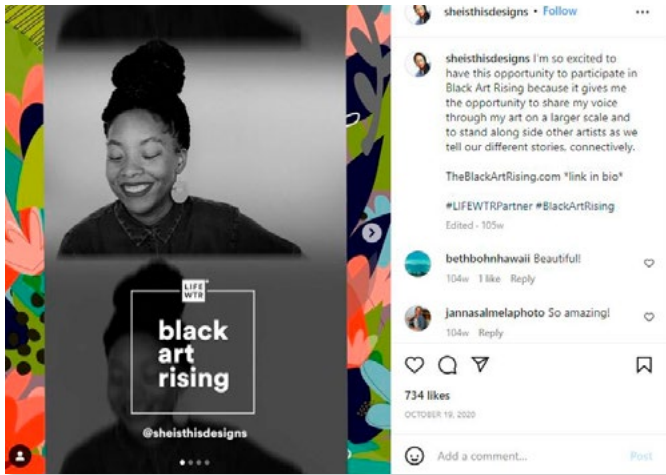 sheisthisdesigns • Follow
sheisthisdesigns I'm so excited to
have this opportunity to participate in
Black Art Rising because it gives me
the opportunity to share my voice
through my art on a larger scale and
to stand along side other artists as we
tell our different stories, connectively.
TheBlackArtRising.com *link in bio*
#LIFEWTRPartner #BlackArtRising
Edited · 105w
bethbohnhawaii Beautiful!
104w 1 like Reply
jannasalmelaphoto So amazing!
104w Reply
734 likes
OCTOBER 19, 2020
Add a comment... Post
LIFE
WTR
black
art
rising
@sheisthisdesigns